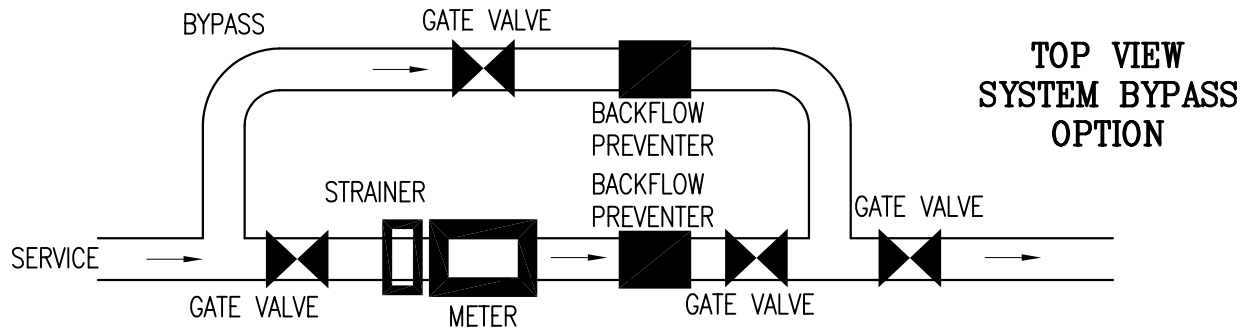 BYPASS
GATE VALVE
TOP VIEW
SYSTEM BYPASS
OPTION
BACKFLOW
PREVENTER
STRAINER
BACKFLOW
PREVENTER
GATE VALVE
SERVICE
GATE VALVE
METER
GATE VALVE